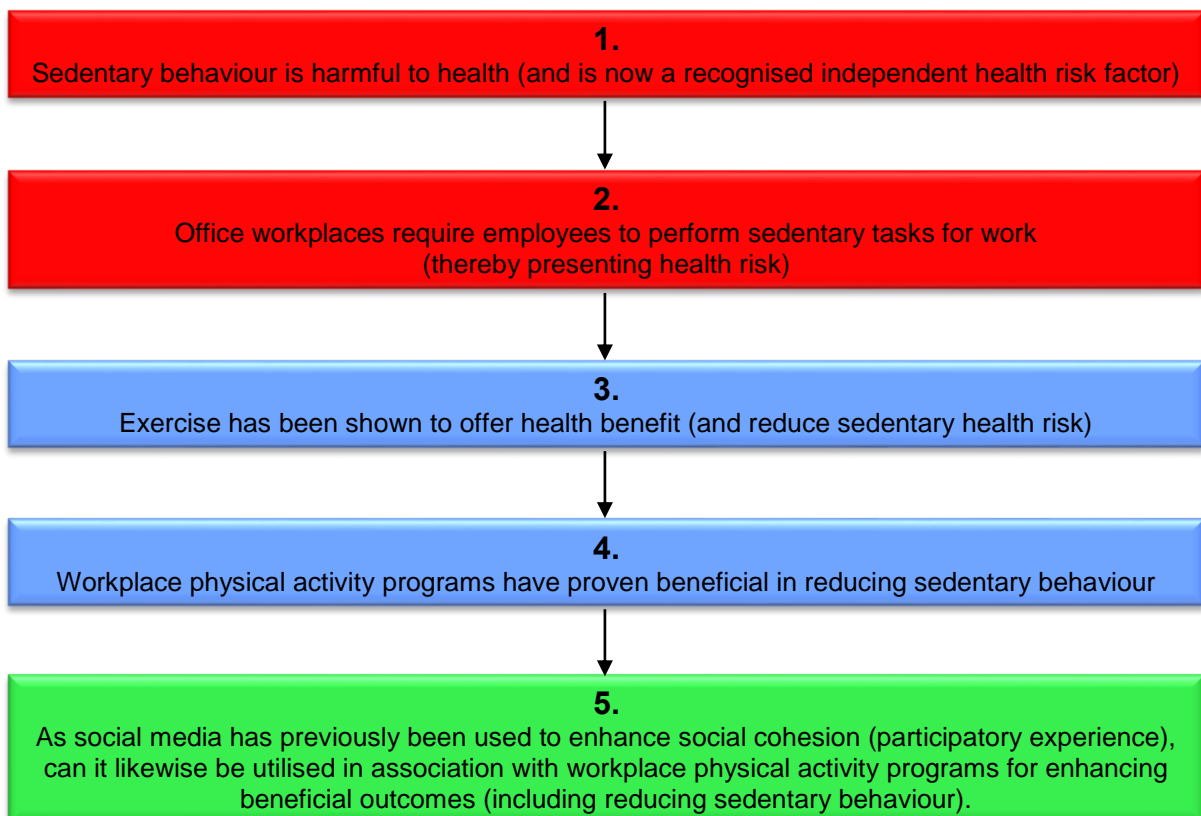 1.
Sedentary behaviour is harmful to health (and is now a recognised independent health risk factor)
2.
Office workplaces require employees to perform sedentary tasks for work
(thereby presenting health risk)
3.
Exercise has been shown to offer health benefit (and reduce sedentary health risk)
4.
Workplace physical activity programs have proven beneficial in reducing sedentary behaviour
5.
As social media has previously been used to enhance social cohesion (participatory experience),
can it likewise be utilised in association with workplace physical activity programs for enhancing
beneficial outcomes (including reducing sedentary behaviour).